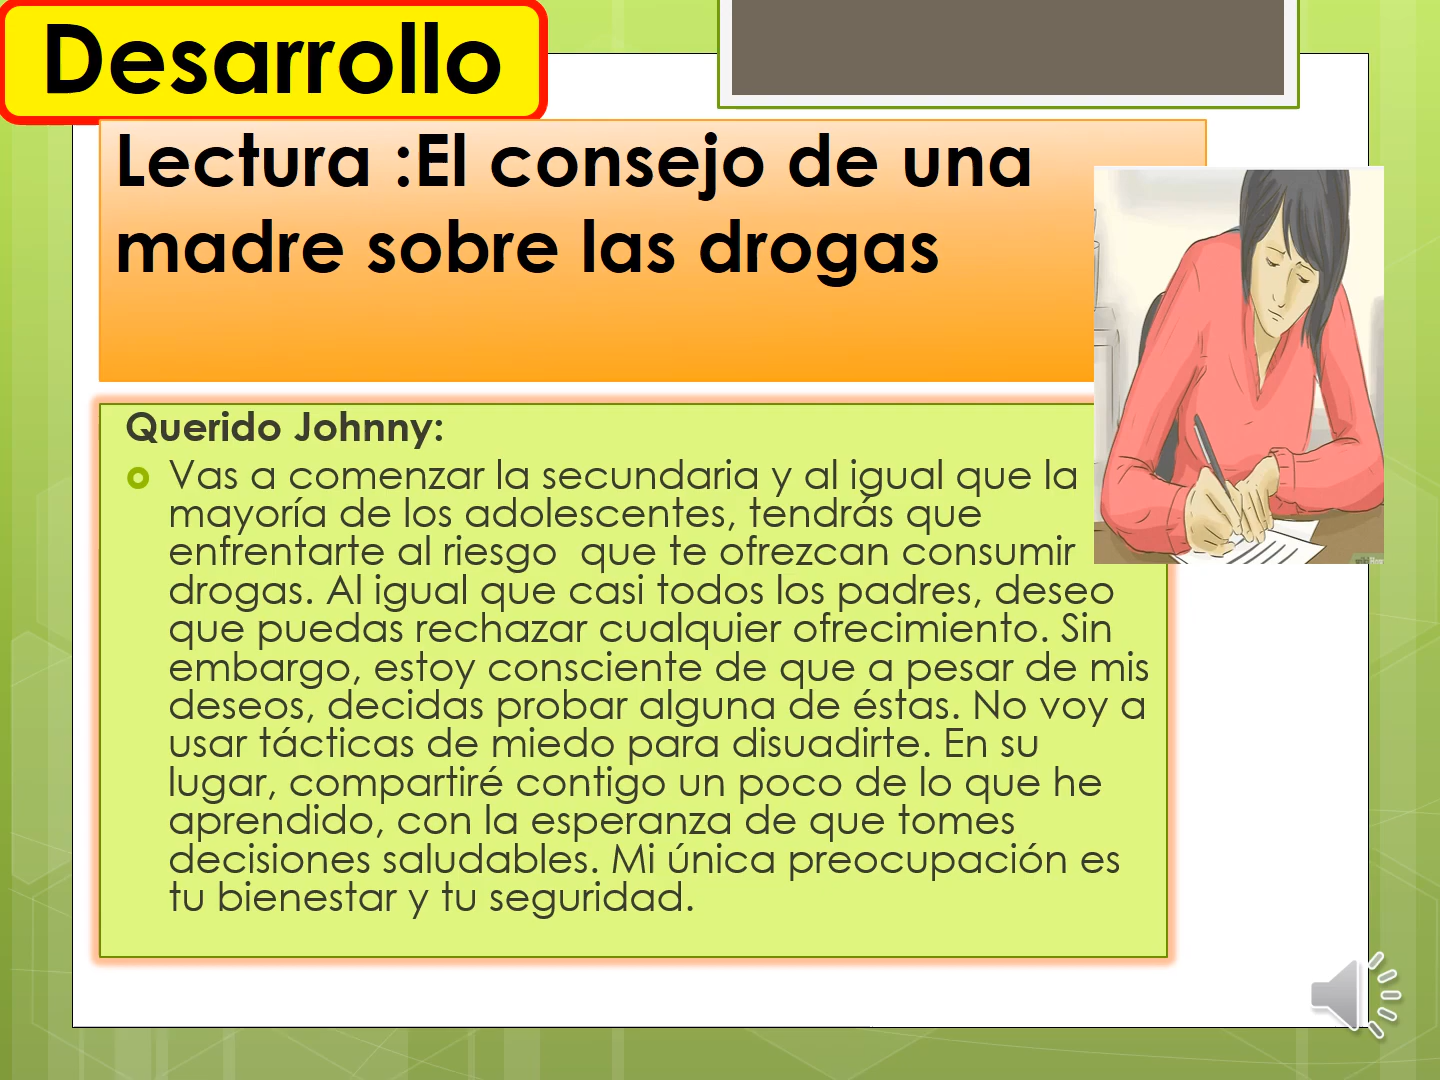 Desarrollo
Lectura :El consejo de una
madre sobre las drogas
Querido Johnny:
Vas a comenzar la secundaria y al igual que la
mayoría de los adolescentes, tendrás que
enfrentarte al riesgo  que te ofrezcan consumir
drogas. Al igual que casi todos los padres, deseo
que puedas rechazar cualquier ofrecimiento. Sin
embargo, estoy consciente de que a pesar de mis
deseos, decidas probar alguna de éstas. No voy a
usar tácticas de miedo para disuadirte. En su
lugar, compartiré contigo un poco de lo que he
aprendido, con la esperanza de que tomes
decisiones saludables. Mi única preocupación es
tu bienestar y tu seguridad.